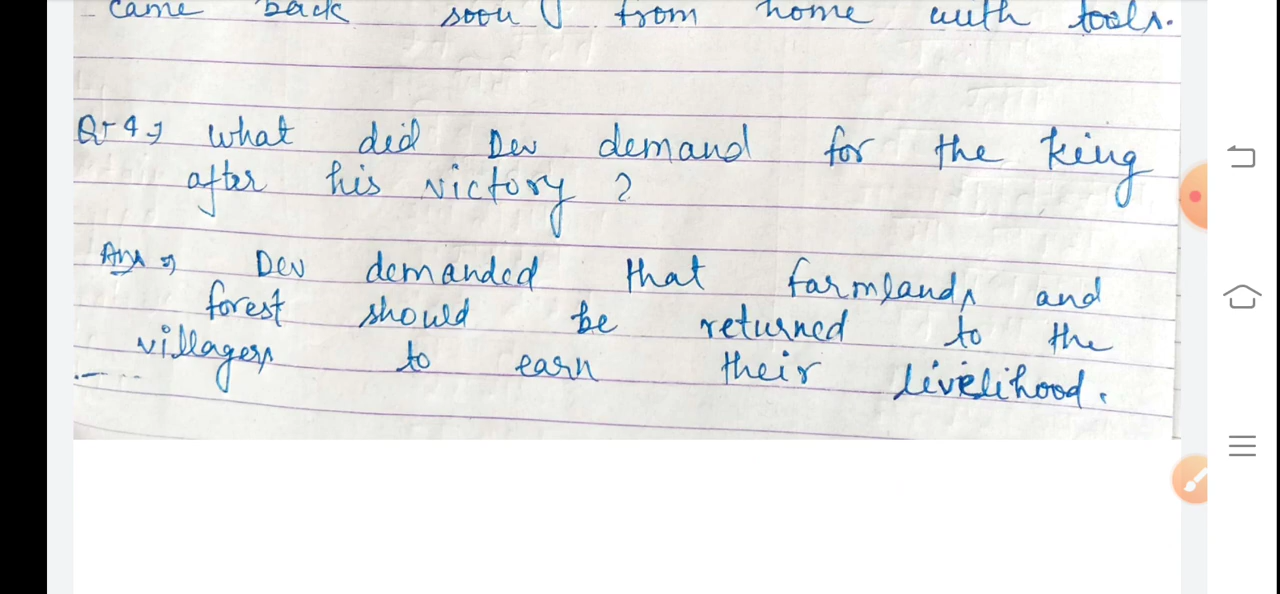 came back soon from home with tools.
Q-4, what did Dev demand for the king
after his victory ?
Ans Dev demanded that farmlands and
forest should be returned to the
villagers to earn their livelihood.